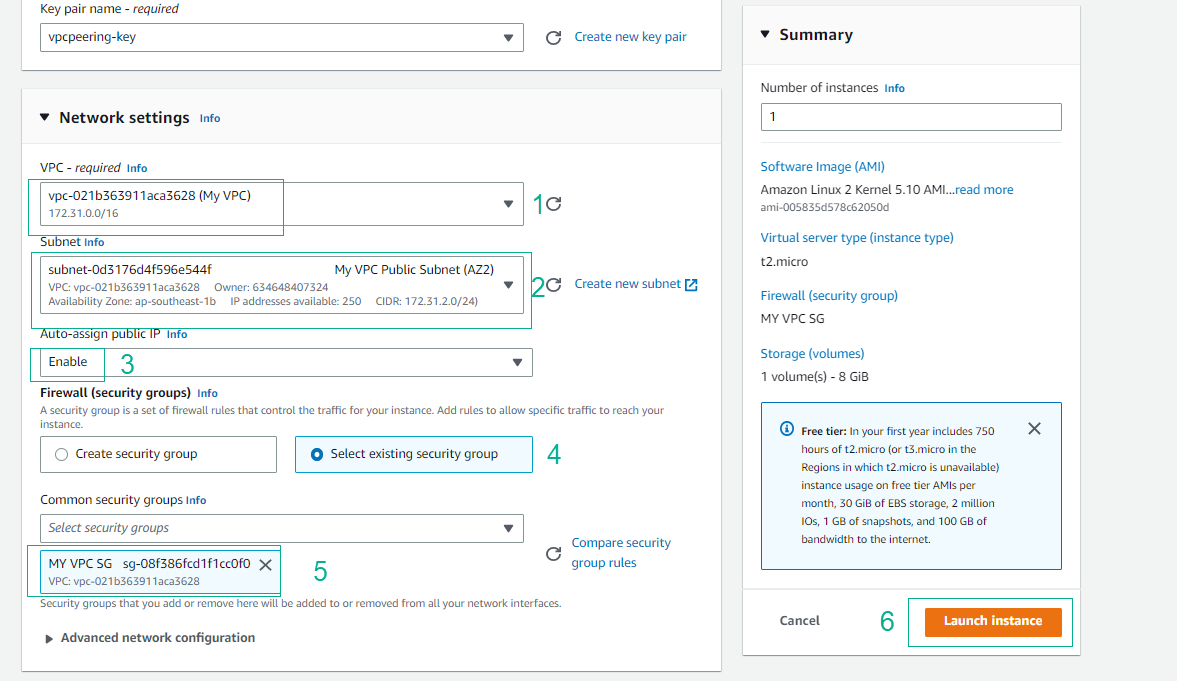 Key pair name - required
vpcpeering-key
Create new key pair
Network settings Info
VPC - required Info
vpc-021b363911aca3628 (My VPC)
172.31.0.0/16
1
Subnet Info
subnet-0d3176d4f596e544f My VPC Public Subnet (AZ2)
VPC: vpc-021b363911aca3628 Owner: 634648407324
Availability Zone: ap-southeast-1b IP addresses available: 250 CIDR: 172.31.2.0/24)
2
Create new subnet
Auto-assign public IP Info
Enable
3
Firewall (security groups) Info
A security group is a set of firewall rules that control the traffic for your instance. Add rules to allow specific traffic to reach your
instance.
Create security group
Select existing security group
4
Common security groups Info
Select security groups
Compare security
group rules
MY VPC SG sg-08f386fcd1f1cc0f0
VPC: vpc-021b363911aca3628
5
Security groups that you add or remove here will be added to or removed from all your network interfaces.
Advanced network configuration
Summary
Number of instances Info
1
Software Image (AMI)
Amazon Linux 2 Kernel 5.10 AMI...read more
ami-005835d578c62050d
Virtual server type (instance type)
t2.micro
Firewall (security group)
MY VPC SG
Storage (volumes)
1 volume(s) - 8 GiB
Free tier: In your first year includes 750
hours of t2.micro (or t3.micro in the
Regions in which t2.micro is unavailable)
instance usage on free tier AMIs per
month, 30 GiB of EBS storage, 2 million
IOs, 1 GB of snapshots, and 100 GB of
bandwidth to the internet.
Cancel
6
Launch instance